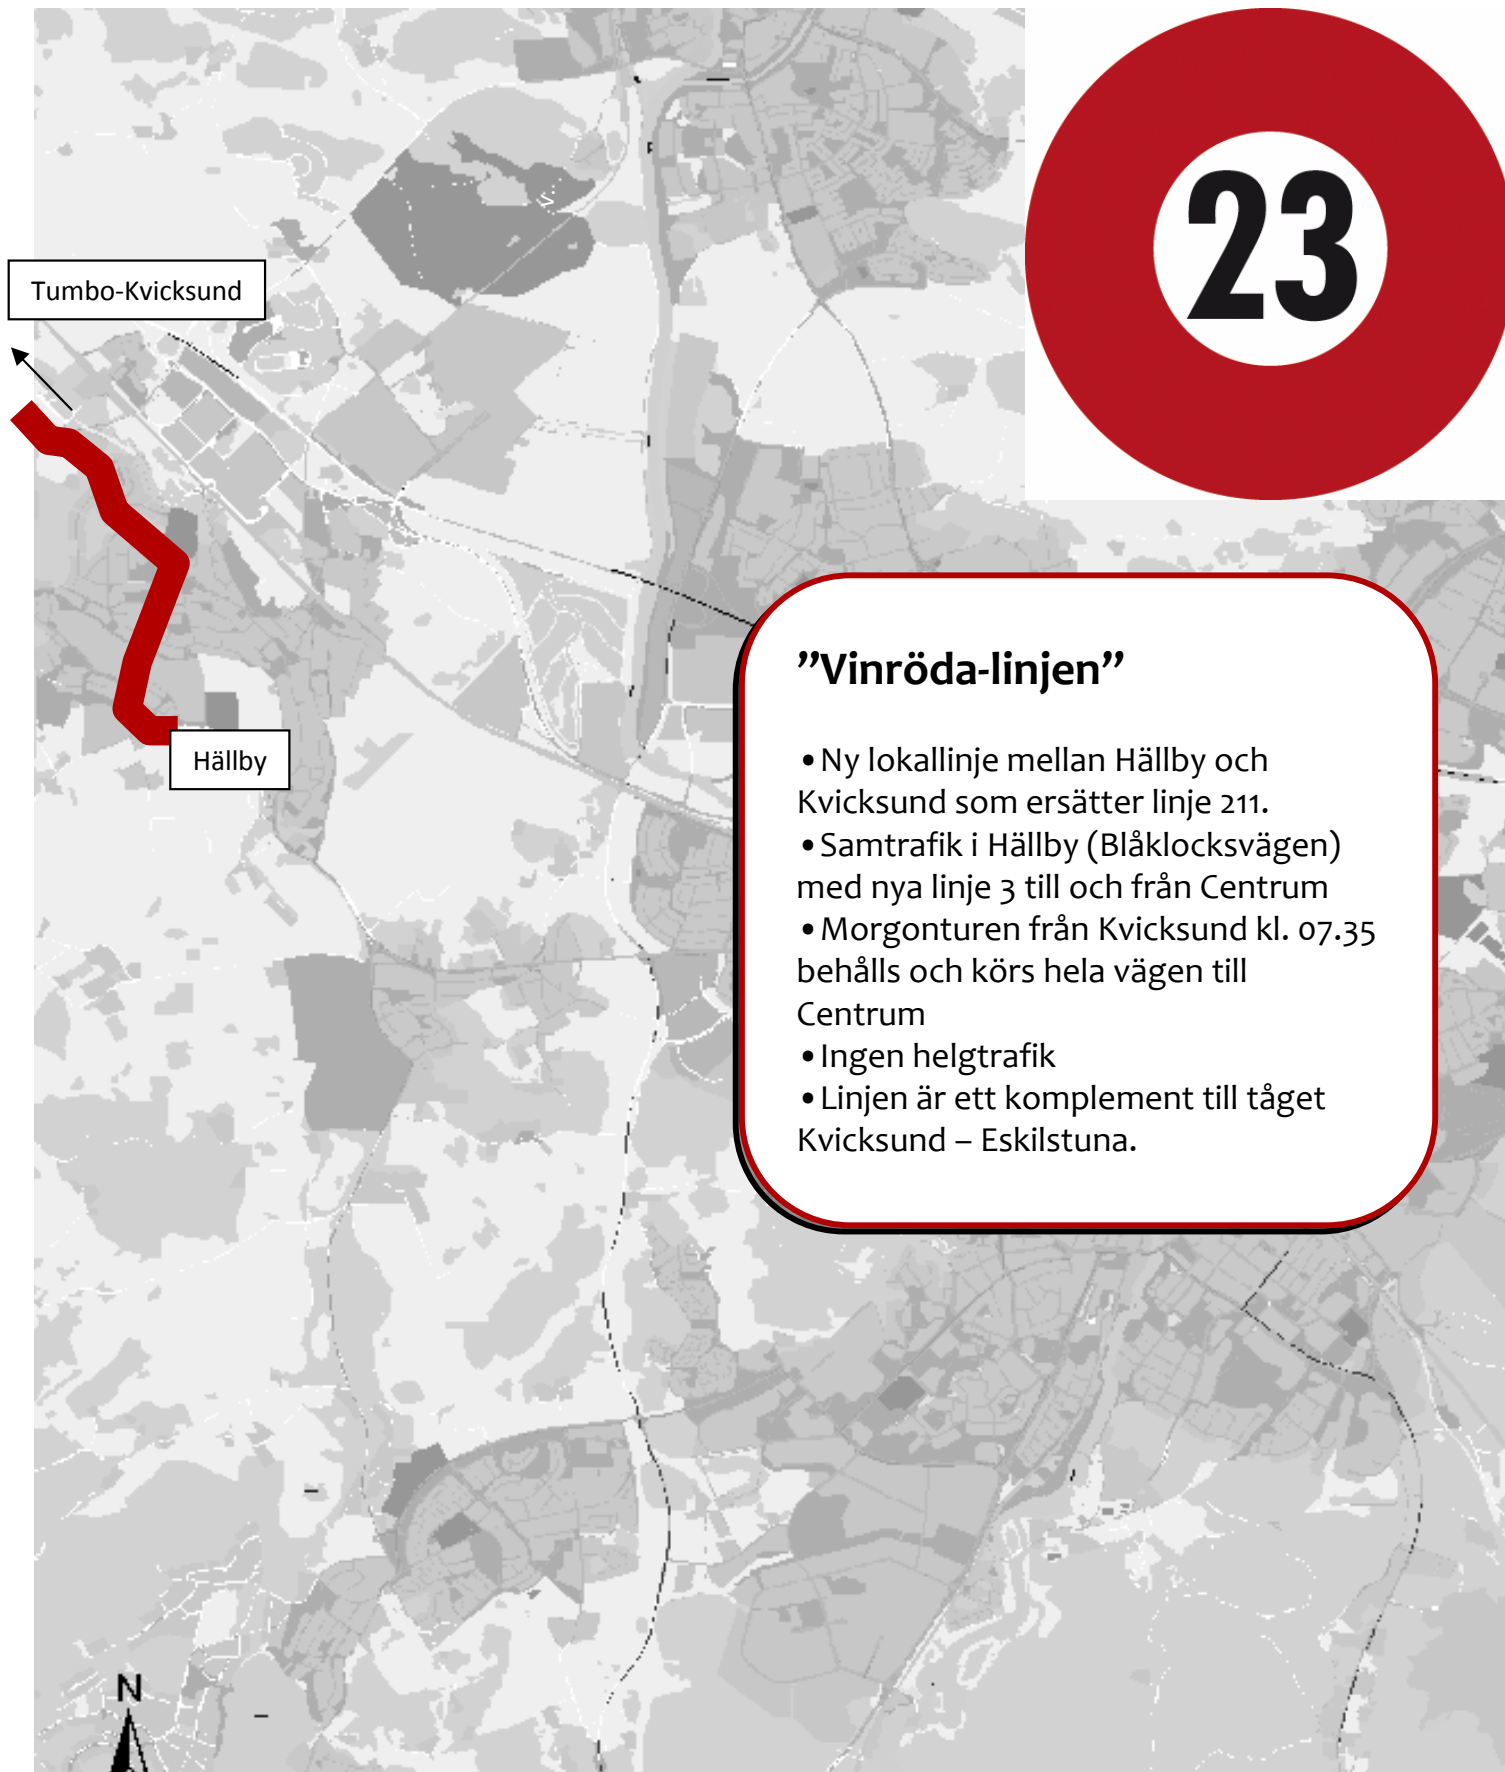 23
Tumbo-Kvicksund
Hällby
”Vinröda-linjen”
•Ny lokallinje mellan Hällby och
Kvicksund som ersätter linje 211.
•Samtrafik i Hällby (Blåklocksvägen)
med nya linje 3 till och från Centrum
•Morgonturen från Kvicksund kl. 07.35
behålls och körs hela vägen till
Centrum
•Ingen helgtrafik
•Linjen är ett komplement till tåget
Kvicksund – Eskilstuna.
N